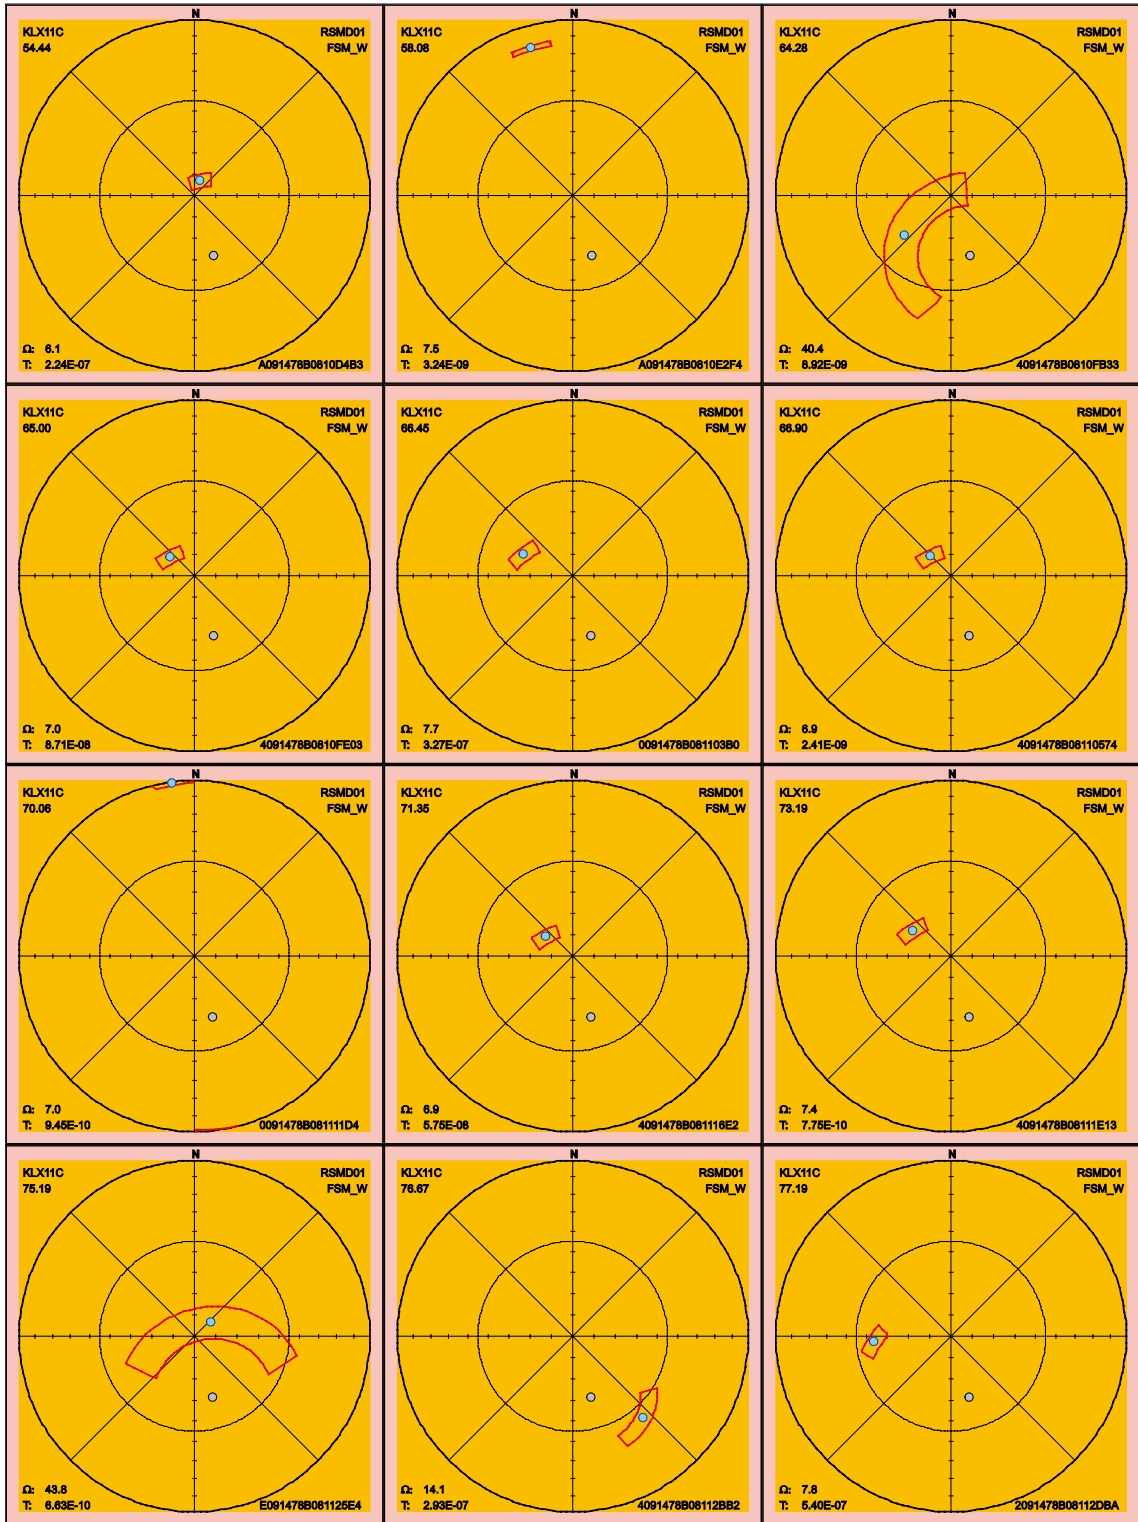 N
KLX11C RSMD01
54.44 FSM_W
Ω: 6.1
T: 2.24E-07 A091478B0810D4B3
N
KLX11C RSMD01
58.08 FSM_W
Ω: 7.5
T: 3.24E-09 A091478B0810E2F4
N
KLX11C RSMD01
64.28 FSM_W
Ω: 40.4
T: 8.92E-09 4091478B0810FB33
N
KLX11C RSMD01
65.00 FSM_W
Ω: 7.0
T: 8.71E-08 4091478B0810FE03
N
KLX11C RSMD01
66.45 FSM_W
Ω: 7.7
T: 3.27E-07 0091478B081103B0
N
KLX11C RSMD01
66.90 FSM_W
Ω: 6.9
T: 2.41E-09 4091478B08110574
N
KLX11C RSMD01
70.06 FSM_W
Ω: 7.0
T: 9.45E-10 0091478B081111D4
N
KLX11C RSMD01
71.35 FSM_W
Ω: 6.9
T: 5.75E-08 4091478B081116E2
N
KLX11C RSMD01
73.19 FSM_W
Ω: 7.4
T: 7.75E-10 4091478B08111E13
N
KLX11C RSMD01
75.19 FSM_W
Ω: 43.8
T: 6.63E-10 E091478B081125E4
N
KLX11C RSMD01
76.67 FSM_W
Ω: 14.1
T: 2.93E-07 4091478B08112BB2
N
KLX11C RSMD01
77.19 FSM_W
Ω: 7.8
T: 5.40E-07 2091478B08112DBA